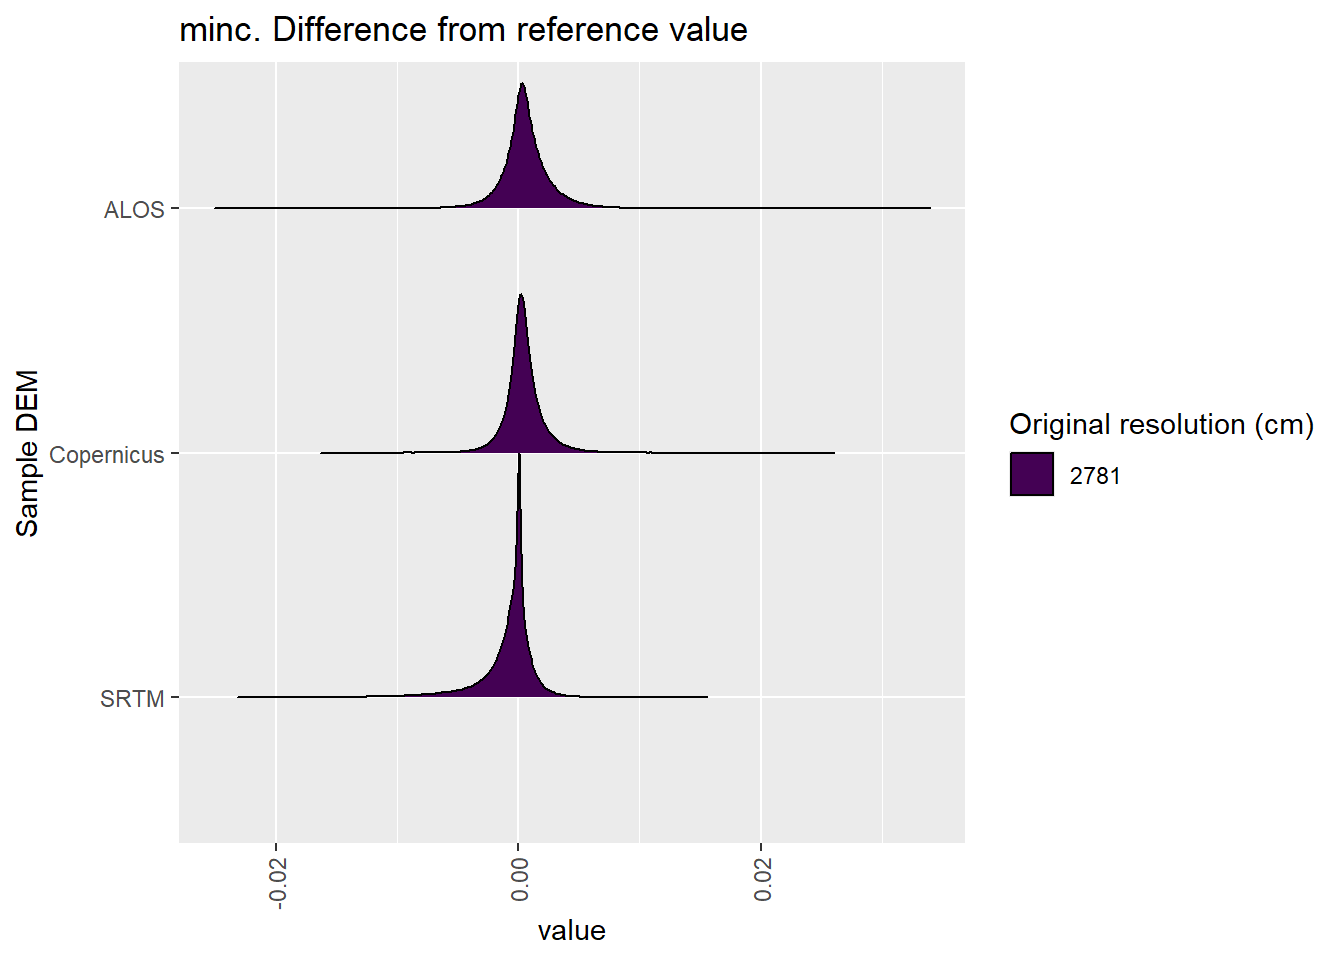 minc. Difference from reference value
Sample DEM
ALOS
Copernicus
SRTM
-0.02
0.00
0.02
value
Original resolution (cm)
2781